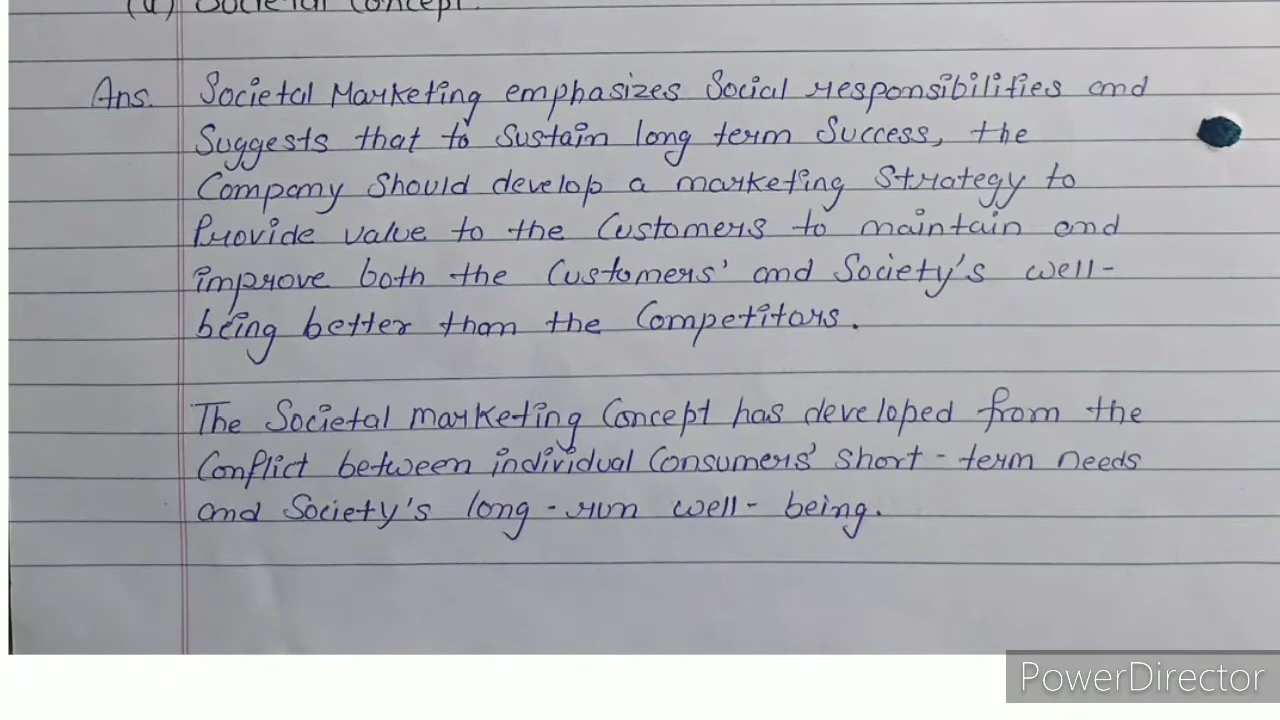 (d) Societal Concept.
Ans. Societal Marketing emphasizes Social responsibilities and
Suggests that to Sustain long term Success, the
Company Should develop a marketing Strategy to
Provide value to the Customers to maintain and
improve both the Customers' and Society's well-
being better than the Competitors.
The Societal marketing Concept has developed from the
Conflict between individual Consumers' Short-term needs
and Society's long-run well-being.
PowerDirector